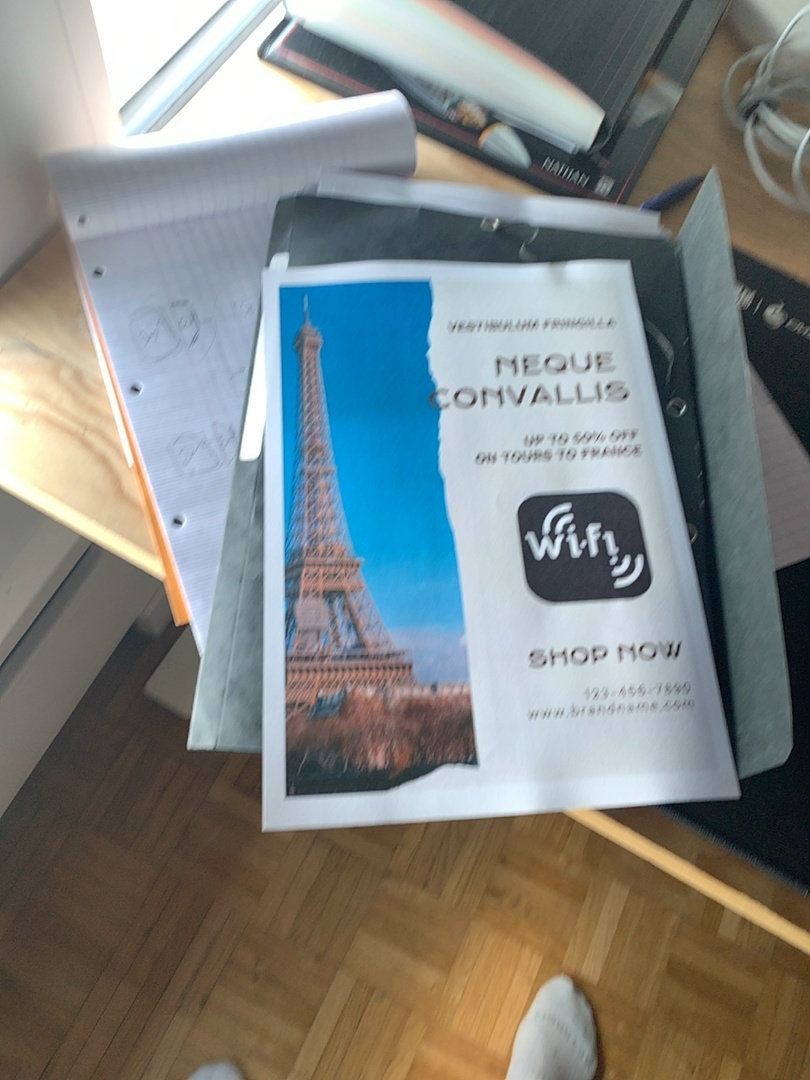 NATHAN
VESTIBULUM FRINGILLA
NEQUE
CONVALLIS
UP TO 50% OFF
ON TOURS TO FRANCE
Wi-Fi
SHOP NOW
123-456-7890
www.brandname.com